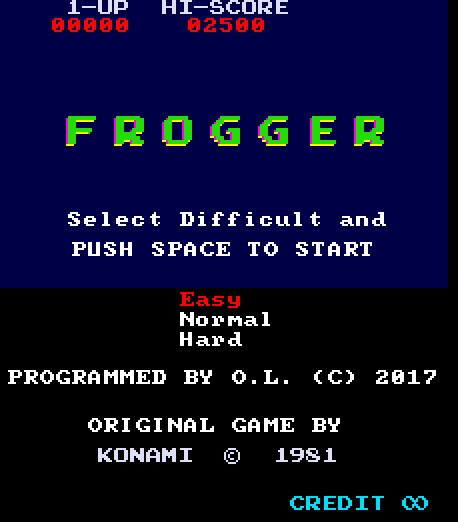 1-UP HI-SCORE
00000 02500
FROGGER
Select Difficult and
PUSH SPACE TO START
Easy
Normal
Hard
PROGRAMMED BY O.L. (C) 2017
ORIGINAL GAME BY
KONAMI © 1981
CREDIT ∞